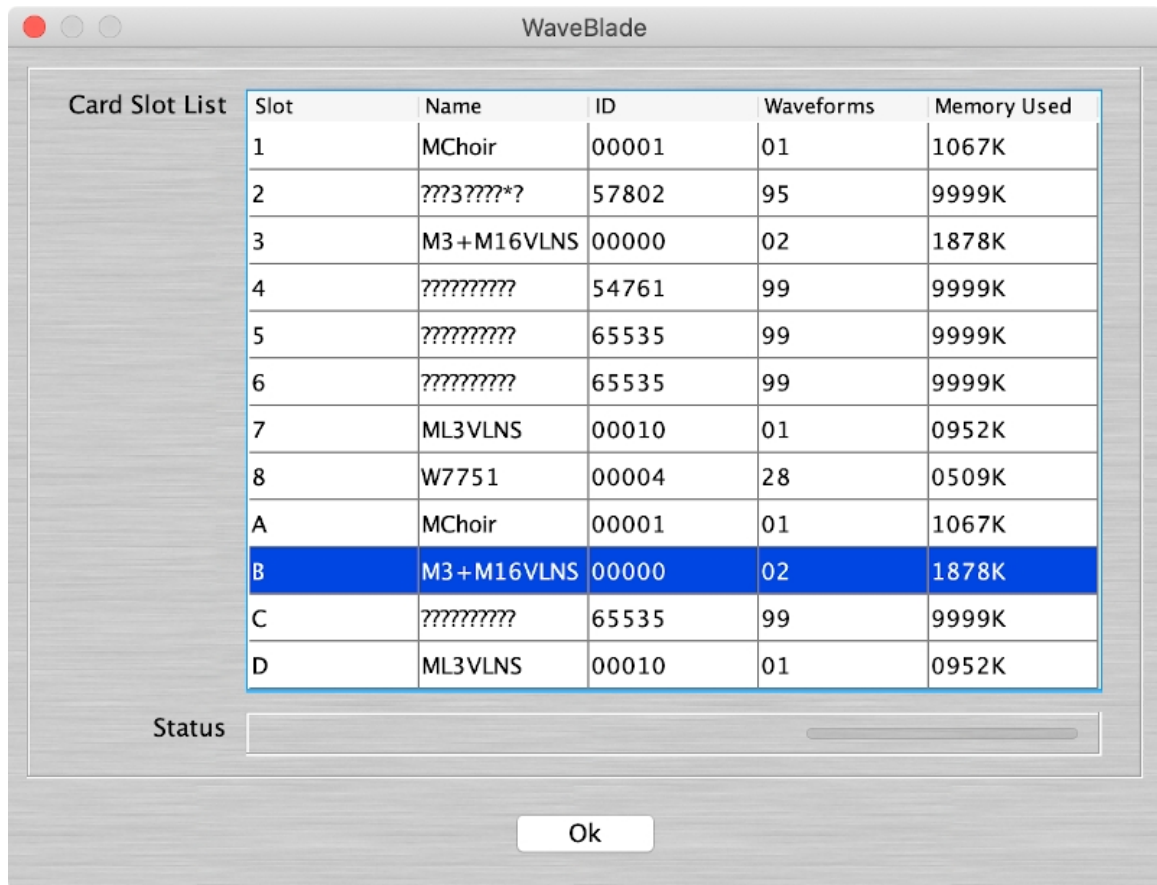 WaveBlade
Card Slot List Slot Name ID Waveforms Memory Used
1 MChoir 00001 01 1067K
2 ???3????*? 57802 95 9999K
3 M3+M16VLNS 00000 02 1878K
4 ?????????? 54761 99 9999K
5 ?????????? 65535 99 9999K
6 ?????????? 65535 99 9999K
7 ML3VLNS 00010 01 0952K
8 W7751 00004 28 0509K
A MChoir 00001 01 1067K
B M3+M16VLNS 00000 02 1878K
C ?????????? 65535 99 9999K
D ML3VLNS 00010 01 0952K
Status
Ok